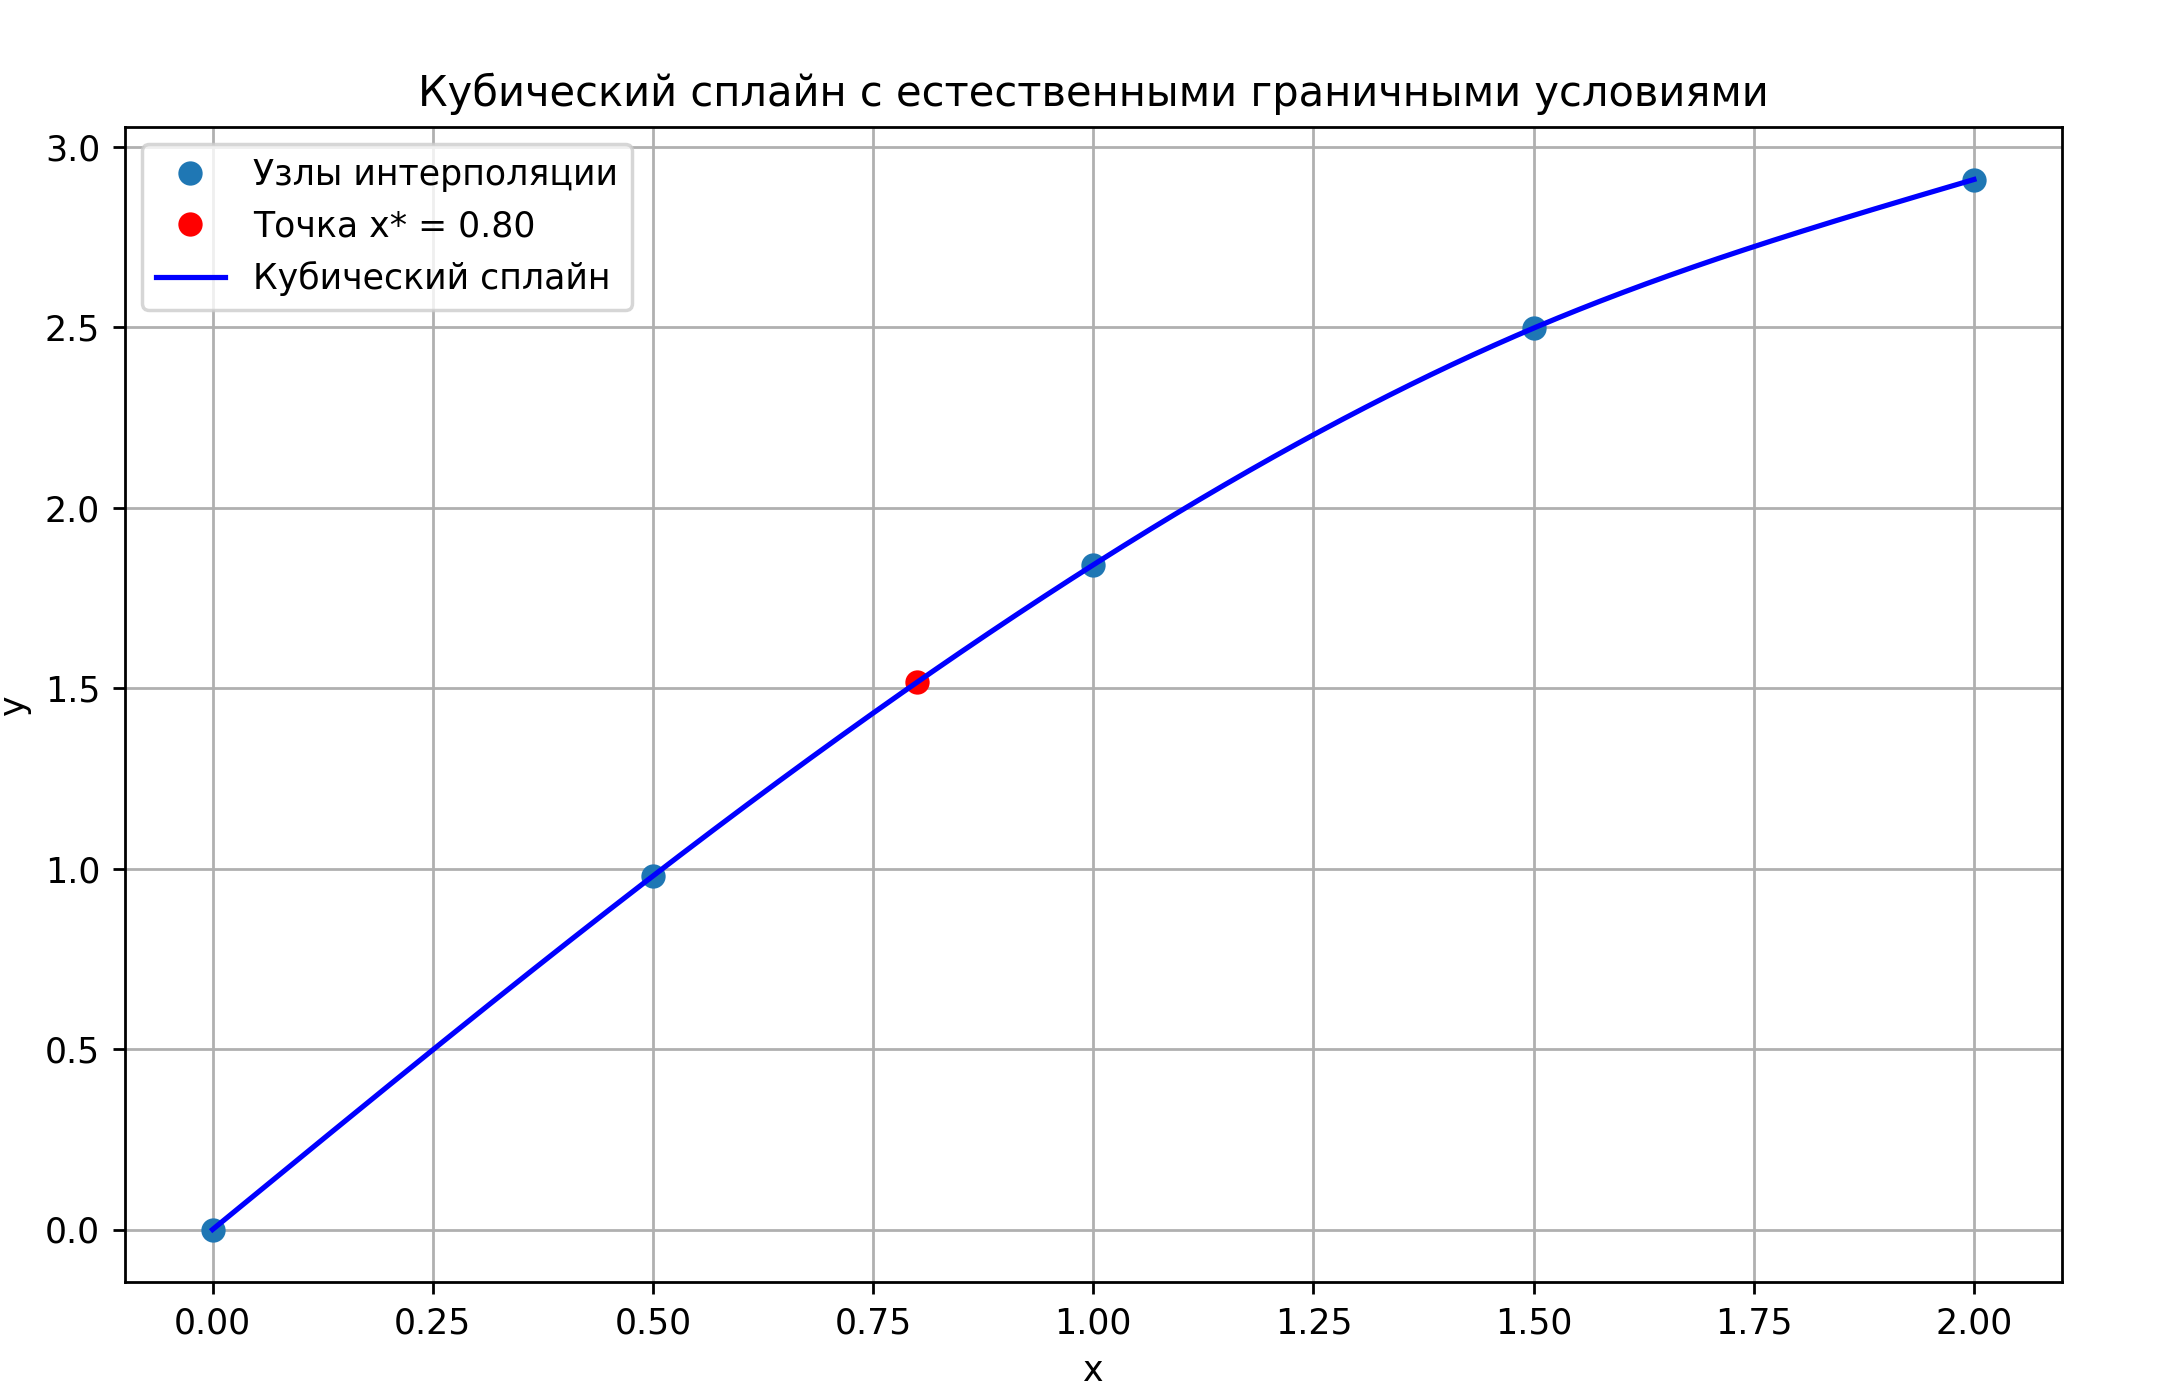 Кубический сплайн с естественными граничными условиями
Узлы интерполяции
Точка x* = 0.80
Кубический сплайн
3.0
2.5
2.0
1.5
1.0
0.5
0.0
y
0.00 0.25 0.50 0.75 1.00 1.25 1.50 1.75 2.00
x